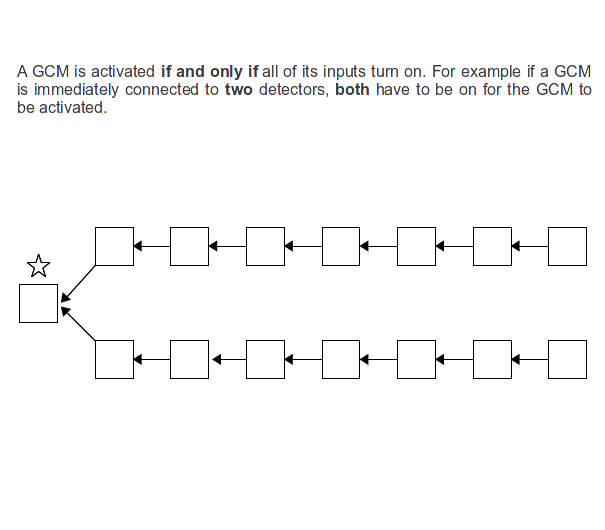 A GCM is activated if and only if all of its inputs turn on. For example if a GCM
is immediately connected to two detectors, both have to be on for the GCM to
be activated.